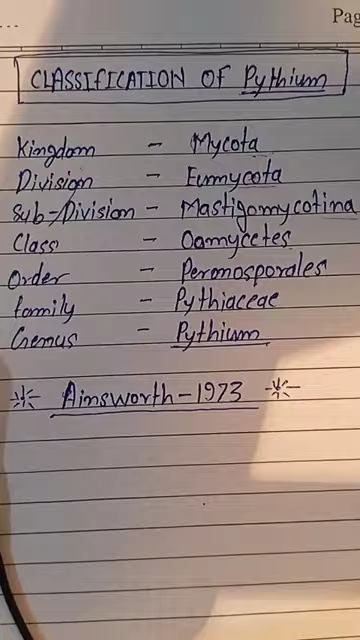 Pag
CLASSIFICATION OF Pythium
Kingdom - Mycota
Division - Eumycota
Sub-Division - Mastigomycotina
Class - Oomycetes
Order - Peronosporales
family - Pythiaceae
Genus - Pythium
Ainsworth-1973